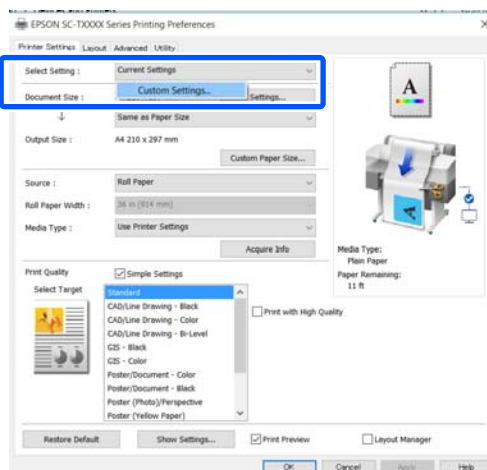 EPSON SC-TXXXX Series Printing Preferences
Printer Settings Layout Advanced Utility
Select Setting : Current Settings
Custom Settings...
Document Size : Settings...
Same as Paper Size
Output Size : A4 210 x 297 mm
Custom Paper Size...
Source : Roll Paper
Roll Paper Width : 36 in (914 mm)
Media Type : Use Printer Settings
Acquire Info
A
Media Type:
Plain Paper
Paper Remaining:
11 ft
Print Quality Simple Settings
Select Target
Standard
CAD/Line Drawing - Black
CAD/Line Drawing - Color
CAD/Line Drawing - Bi-Level
GIS - Black
GIS - Color
Poster/Document - Color
Poster/Document - Black
Poster (Photo)/Perspective
Poster (Yellow Paper)
Print with High Quality
Restore Default Show Settings... Print Preview Layout Manager
OK Cancel Apply Help